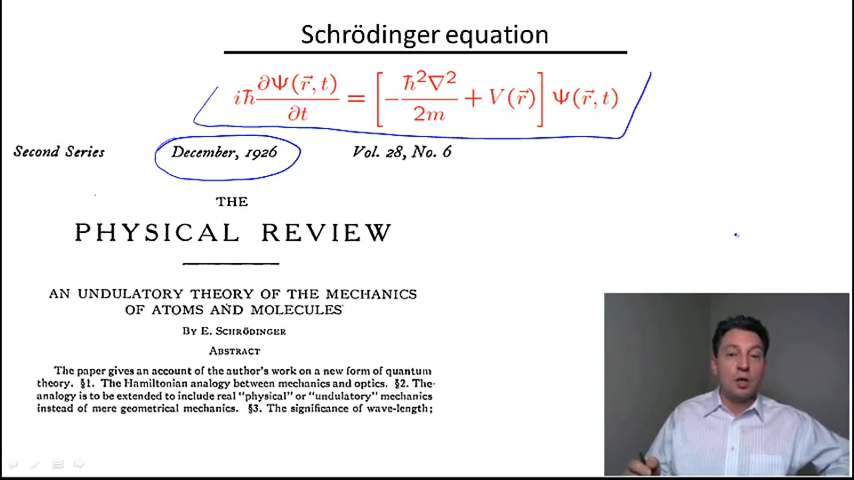 Schrödinger equation
iħ ∂Ψ(r⃗,t)/∂t = [−ħ²∇²/2m + V(r⃗)] Ψ(r⃗,t)
Second Series December, 1926 Vol. 28, No. 6
THE
PHYSICAL REVIEW
AN UNDULATORY THEORY OF THE MECHANICS
OF ATOMS AND MOLECULES
BY E. SCHRÖDINGER
ABSTRACT
The paper gives an account of the author's work on a new form of quantum
theory. §1. The Hamiltonian analogy between mechanics and optics. §2. The
analogy is to be extended to include real "physical" or "undulatory" mechanics
instead of mere geometrical mechanics. §3. The significance of wave-length;